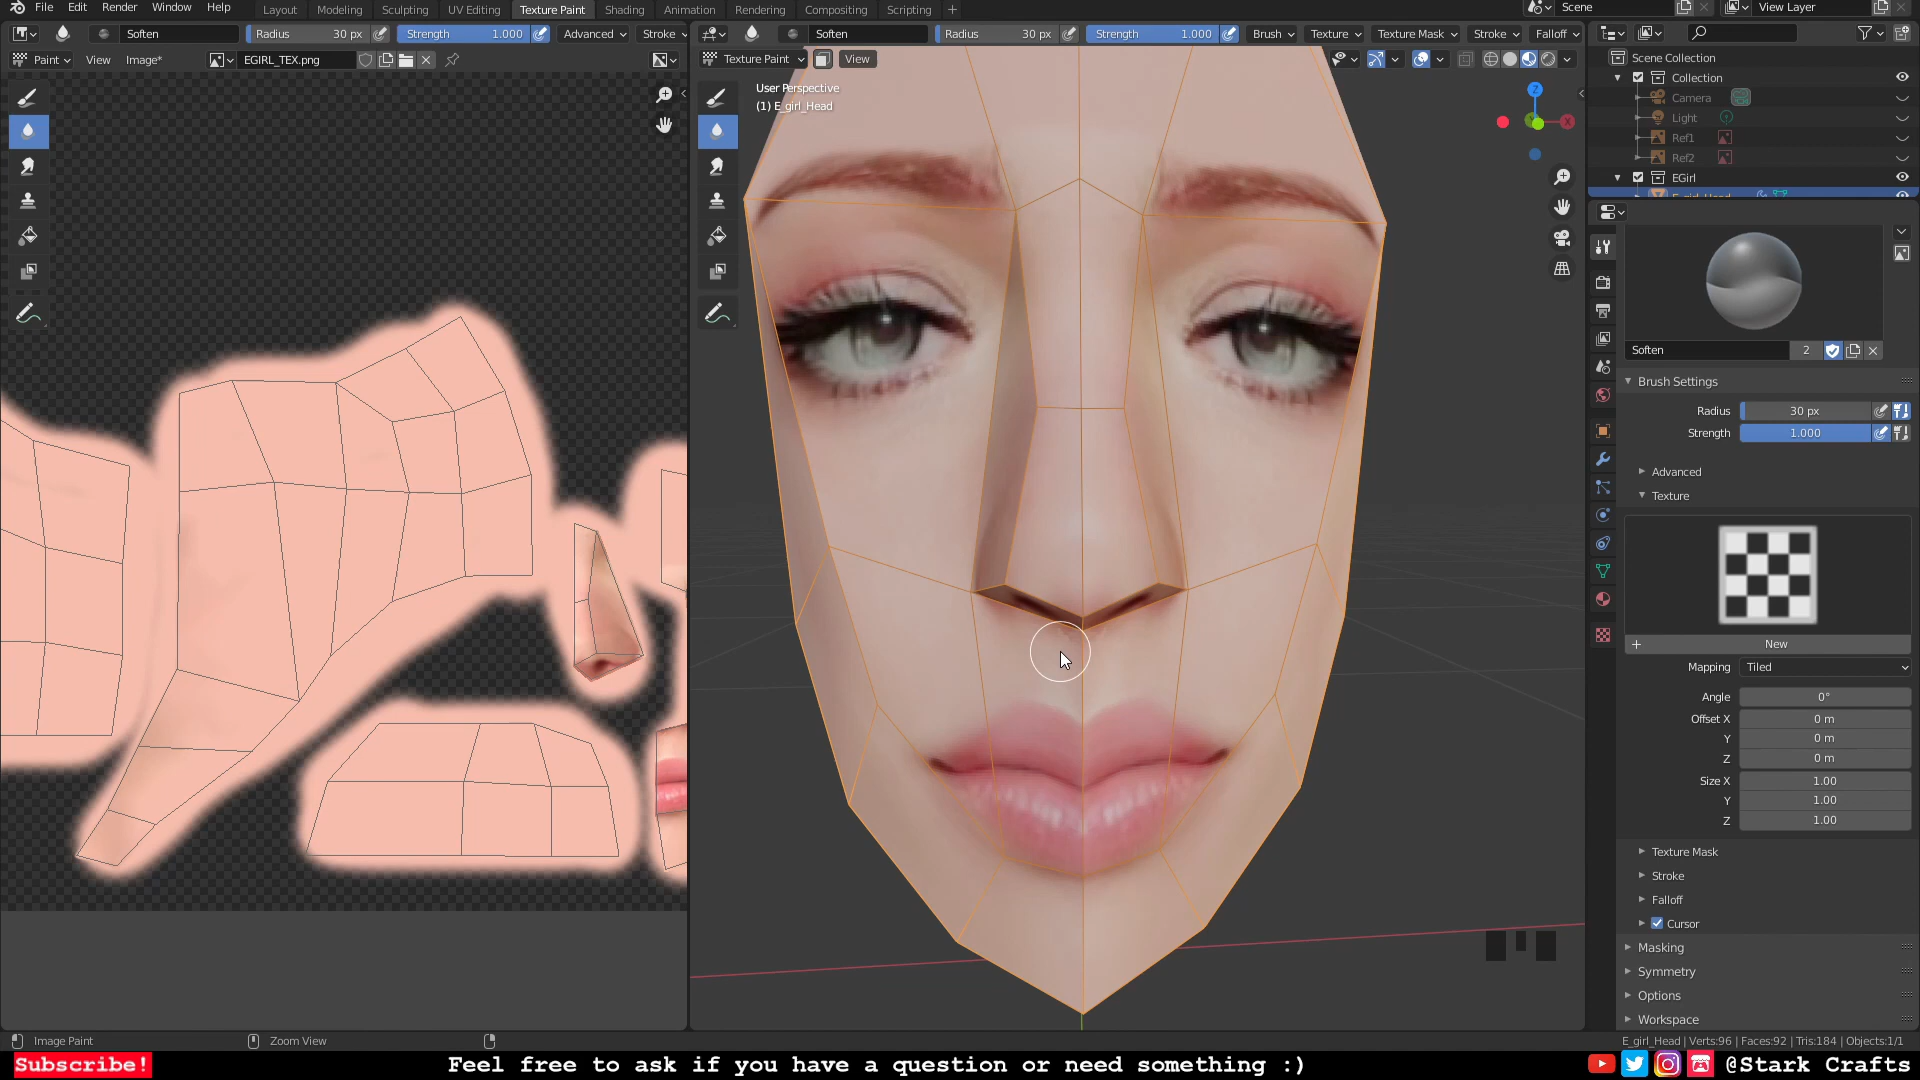 File Edit Render Window Help Layout Modeling Sculpting UV Editing Texture Paint Shading Animation Rendering Compositing Scripting + Scene View Layer
Soften Radius 30 px Strength 1.000 Advanced Stroke
Soften Radius 30 px Strength 1.000 Brush Texture Texture Mask Stroke Falloff
Paint View Image* EGIRL_TEX.png
Texture Paint View
Scene Collection
Collection
Camera
Light
Ref1
Ref2
EGirl
User Perspective
(1) E_girl_Head
Z
X
Soften 2
Brush Settings
Radius 30 px
Strength 1.000
Advanced
Texture
+ New
Mapping Tiled
Angle 0°
Offset X 0 m
Y 0 m
Z 0 m
Size X 1.00
Y 1.00
Z 1.00
Texture Mask
Stroke
Falloff
Cursor
Masking
Symmetry
Options
Workspace
Image Paint Zoom View
E_girl_Head | Verts:96 | Faces:92 | Tris:184 | Objects:1/1
Subscribe! Feel free to ask if you have a question or need something :) @Stark Crafts